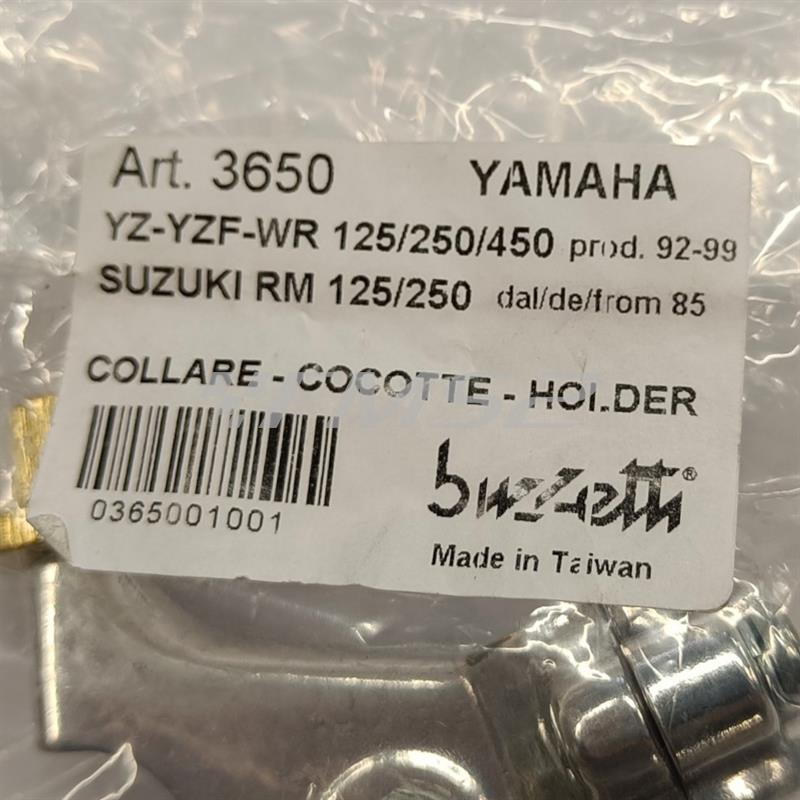 Art. 3650 YAMAHA
YZ-YZF-WR 125/250/450 prod. 92-99
SUZUKI RM 125/250 dal/de/from 85
COLLARE - COCOTTE - HOLDER
0365001001
buzzetti®
Made in Taiwan